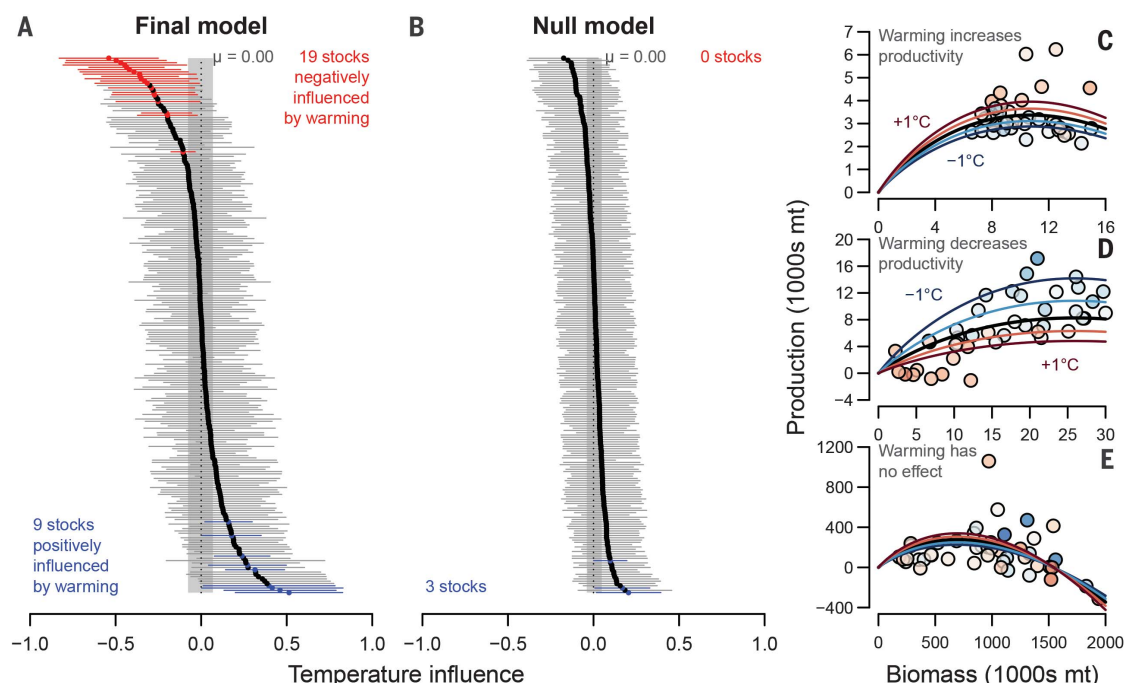 A
Final model
μ = 0.00
19 stocks
negatively
influenced
by warming
9 stocks
positively
influenced
by warming
−1.0
−0.5
0.0
0.5
1.0
B
Null model
μ = 0.00
0 stocks
3 stocks
−1.0
−0.5
0.0
0.5
1.0
Temperature influence
Production (1000s mt)
C
Warming increases
productivity
+1°C
−1°C
7
6
5
4
3
2
1
0
0
4
8
12
16
D
Warming decreases
productivity
−1°C
+1°C
20
16
12
8
4
0
−4
0
5
10
15
20
25
30
E
Warming has
no effect
1200
800
400
0
−400
0
500
1000
1500
2000
Biomass (1000s mt)